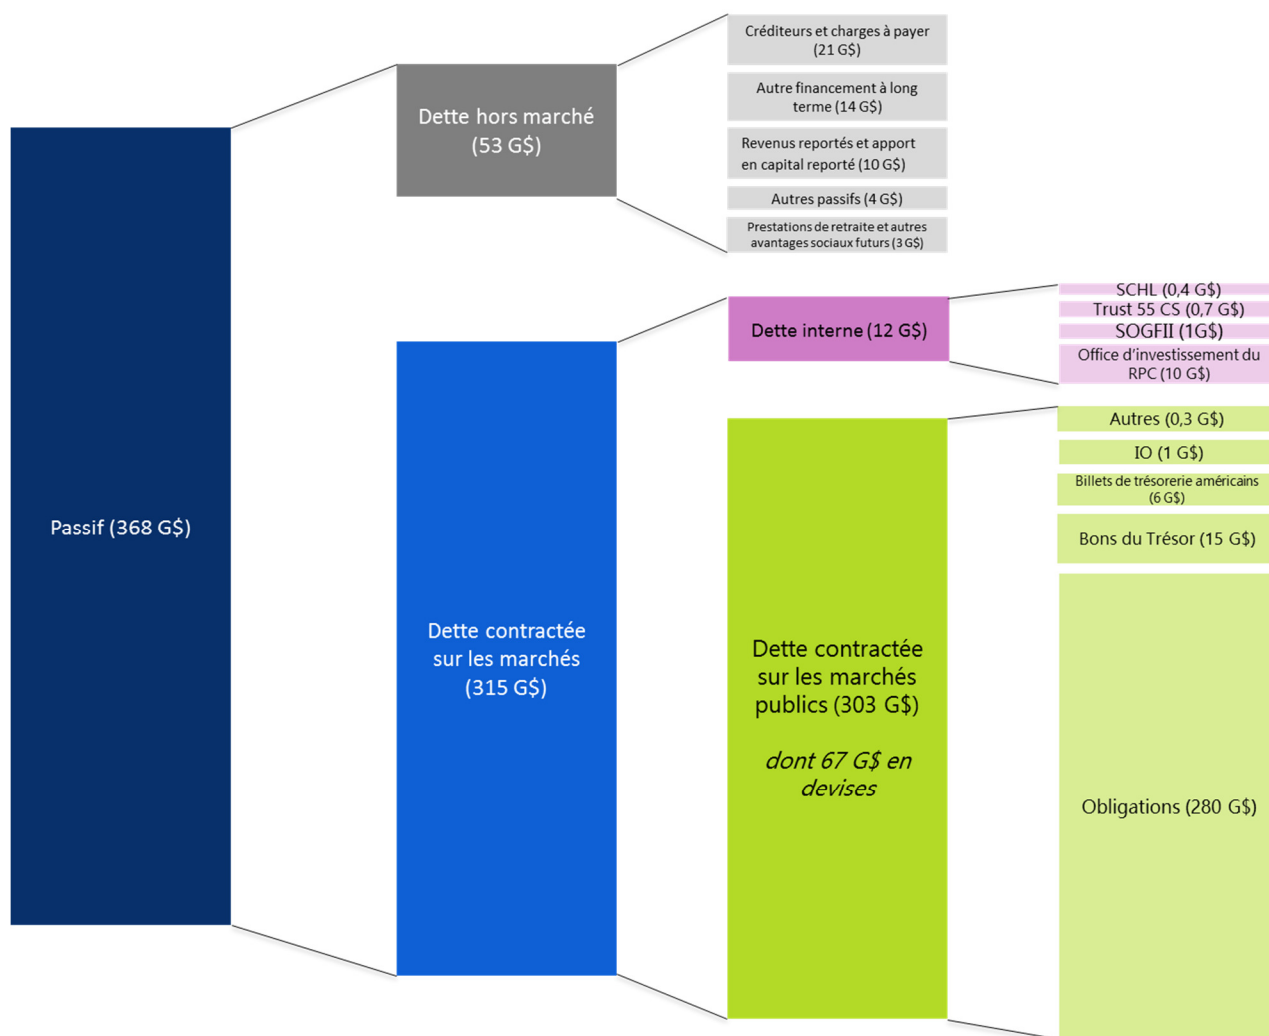 Passif (368 G$)
Dette hors marché
(53 G$)
Créditeurs et charges à payer
(21 G$)
Autre financement à long
terme (14 G$)
Revenus reportés et apport
en capital reporté (10 G$)
Autres passifs (4 G$)
Prestations de retraite et autres
avantages sociaux futurs (3 G$)
Dette contractée
sur les marchés
(315 G$)
Dette interne (12 G$)
SCHL (0,4 G$)
Trust 55 CS (0,7 G$)
SOGFII (1G$)
Office d'investissement du
RPC (10 G$)
Dette contractée
sur les marchés
publics (303 G$)
dont 67 G$ en
devises
Autres (0,3 G$)
IO (1 G$)
Billets de trésorerie américains
(6 G$)
Bons du Trésor (15 G$)
Obligations (280 G$)